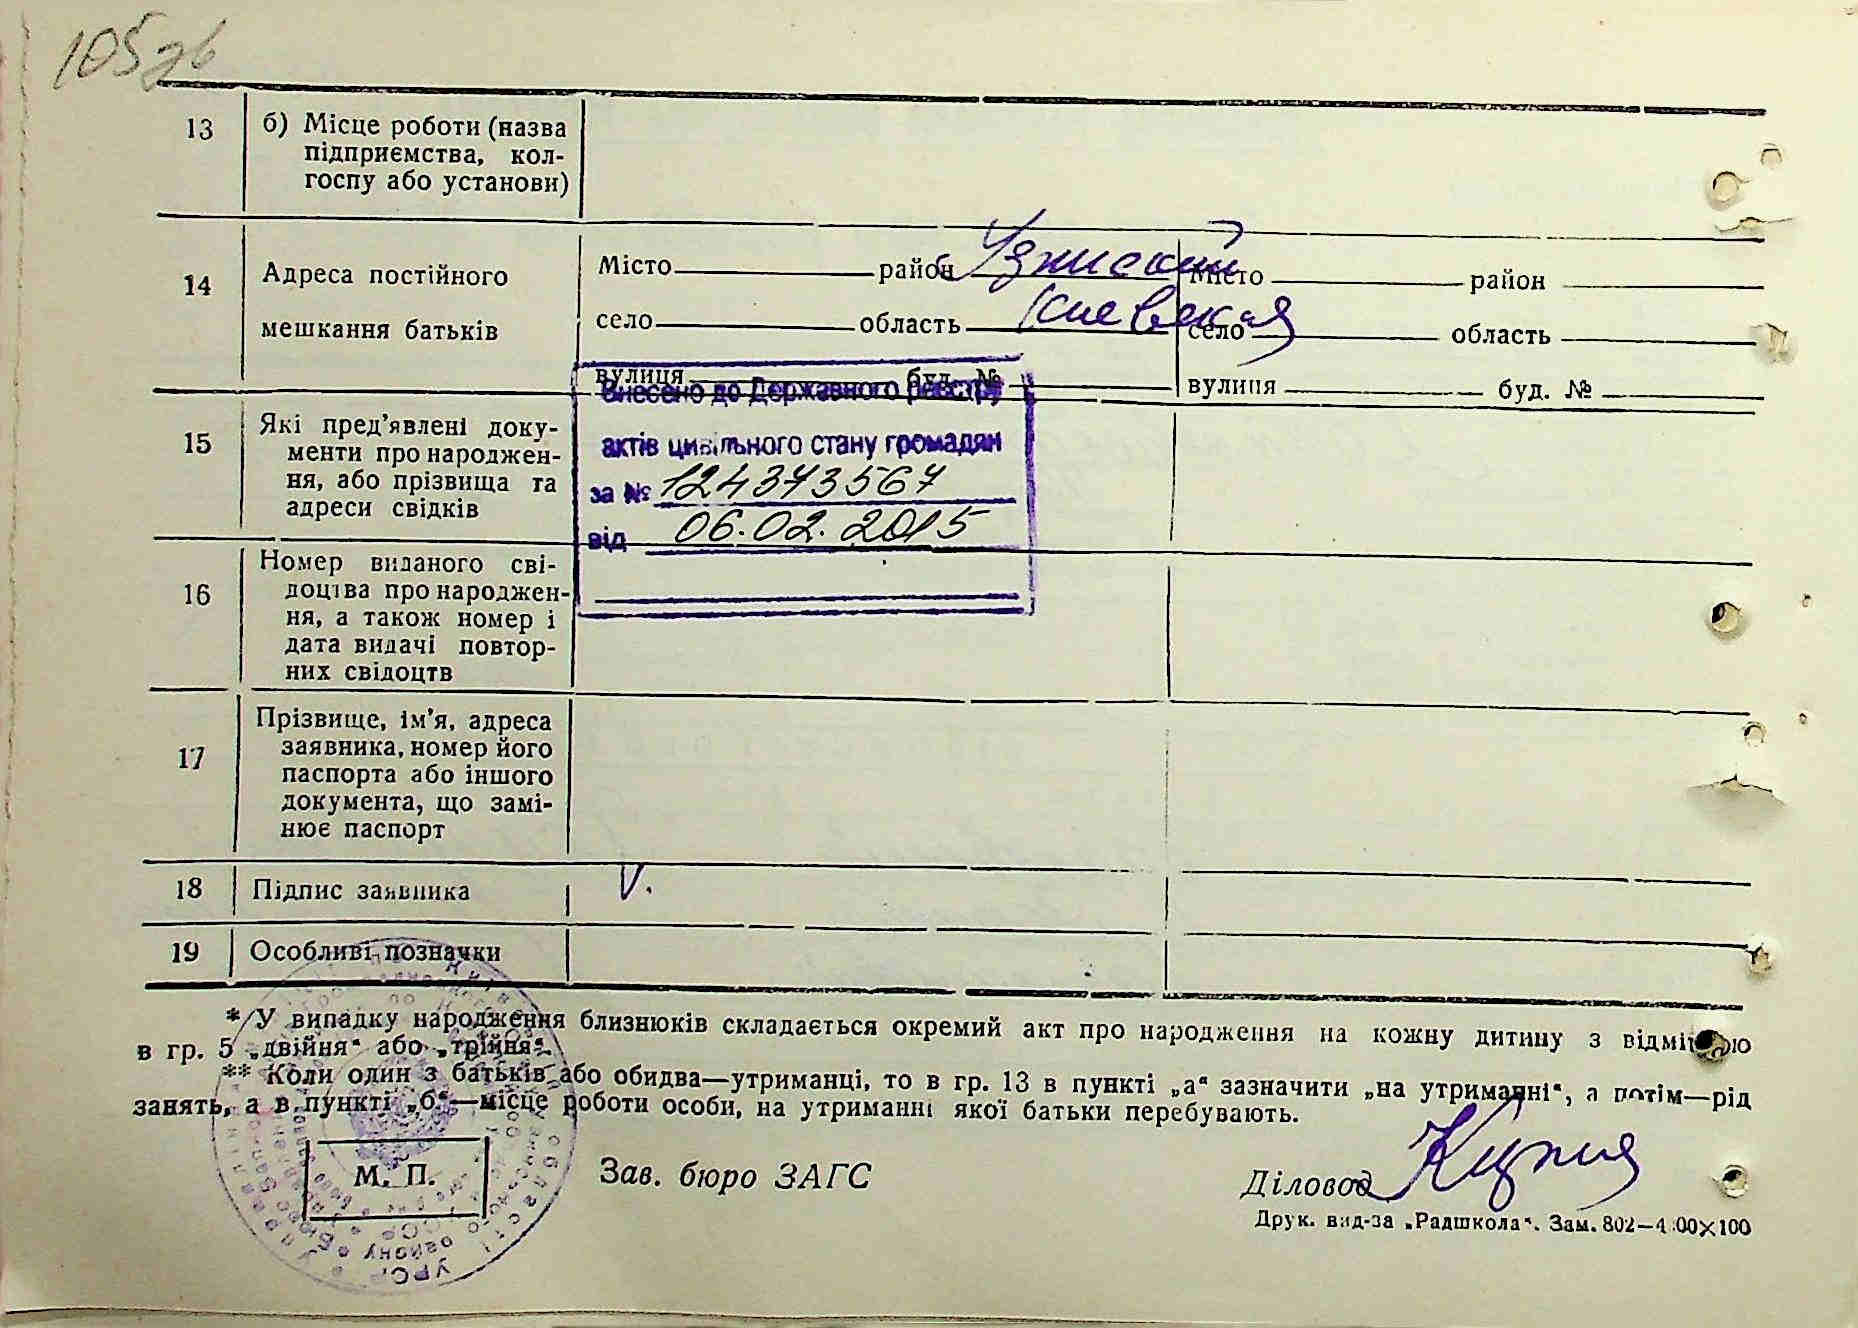 105зв
13 б) Місце роботи (назва
підприємства, кол-
госпу або установи)
14 Адреса постійного
мешкання батьків
Місто район Узинский Місто район
село область Киевская село область
вулиця буд. № вулиця буд. №
Внесено до Державного реєстру
актів цивільного стану громадян
за № 124373567
від 06.02.2015
15 Які пред'явлені доку-
менти про народжен-
ня, або прізвища та
адреси свідків
16 Номер виданого сві-
доцтва про народжен-
ня, а також номер і
дата видачі повтор-
них свідоцтв
17 Прізвище, ім'я, адреса
заявника, номер його
паспорта або іншого
документа, що замі-
нює паспорт
18 Підпис заявника V.
19 Особливі позначки
* У випадку народження близнюків складається окремий акт про народження на кожну дитину з відміткою
в гр. 5 „двійня“ або „трійня“.
** Коли один з батьків або обидва—утриманці, то в гр. 13 в пункті „а“ зазначити „на утриманні“, а потім—рід
занять, а в пункті „б“—місце роботи особи, на утриманні якої батьки перебувають.
М. П. Зав. бюро ЗАГС Діловод
Друк. вид-за „Радшкола“. Зам. 802—4.00×100